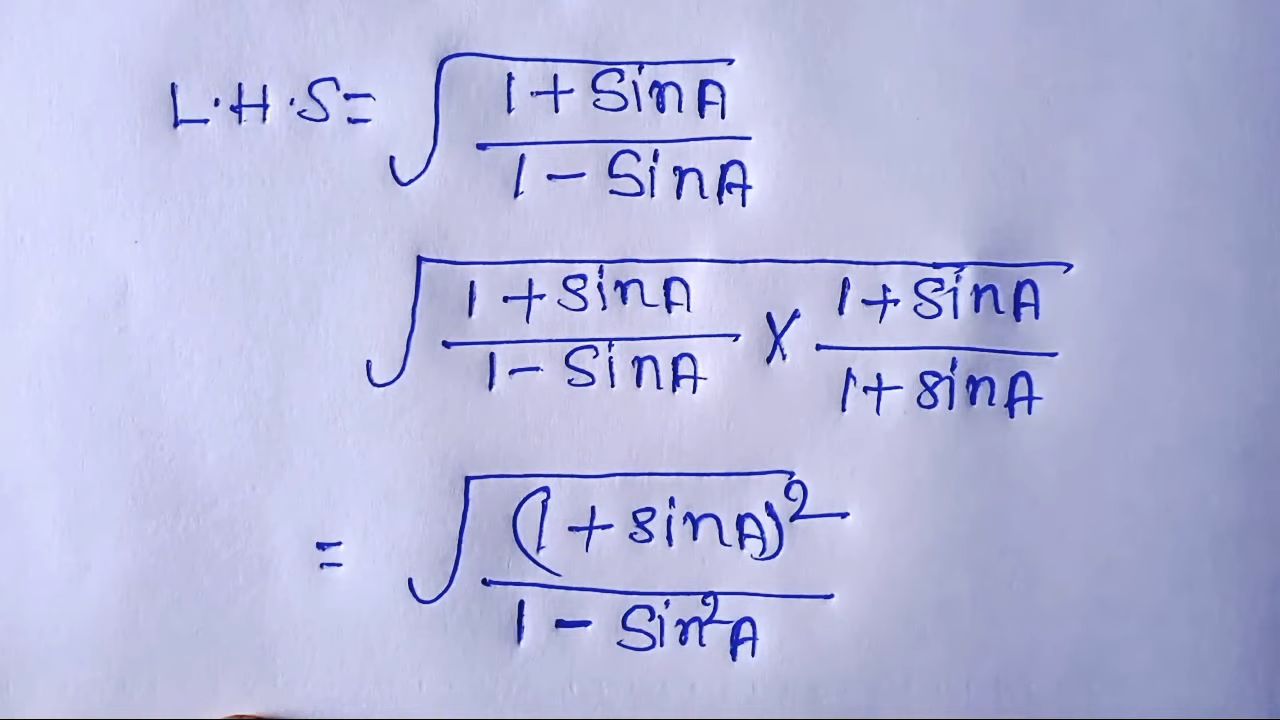 L.H.S = √(1 + SinA / 1 - SinA)
√(1 + SinA / 1 - SinA × 1 + SinA / 1 + sinA)
= √((1 + sinA)² / 1 - Sin²A)